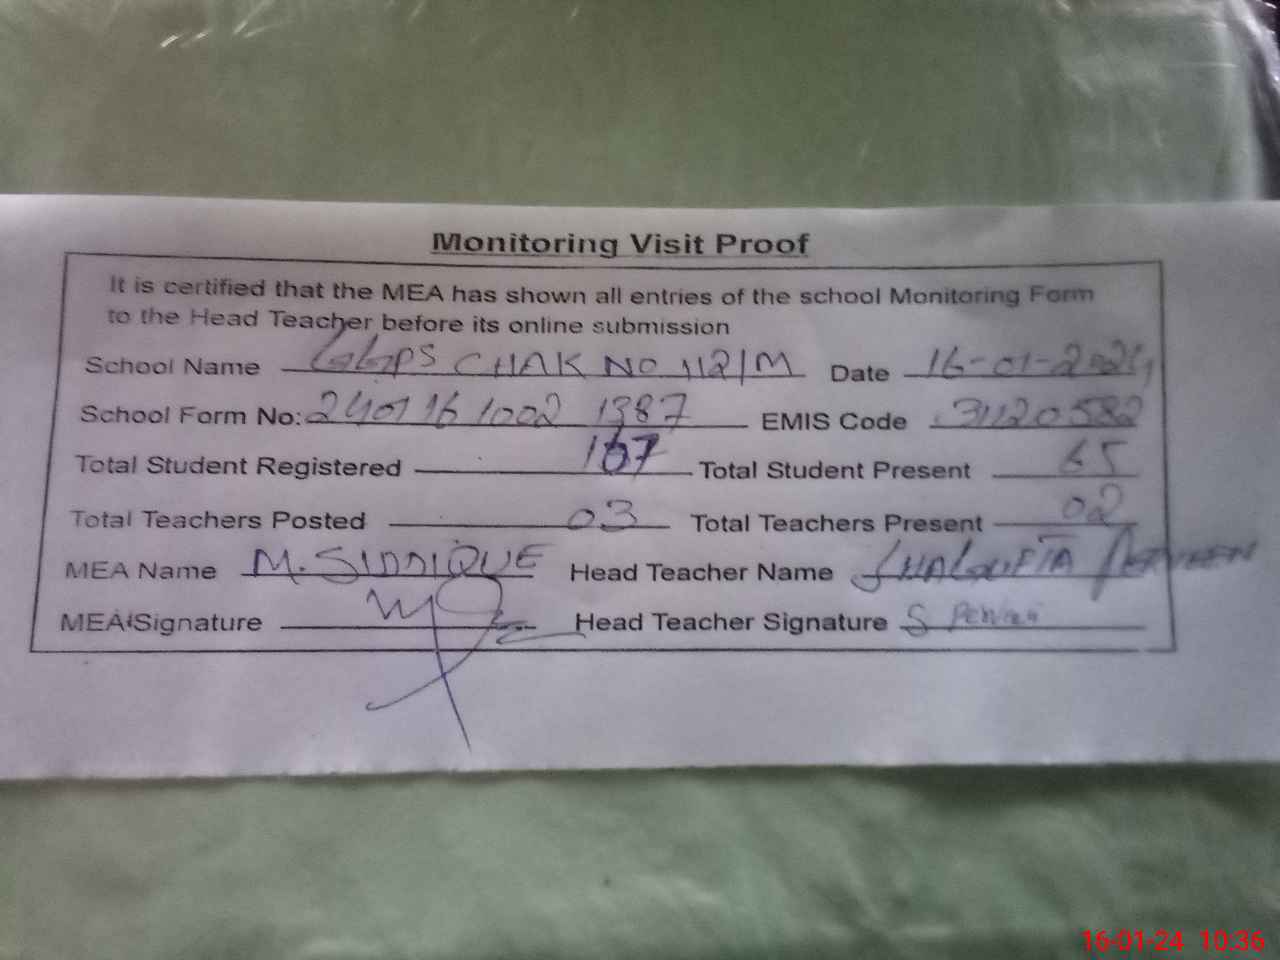 Monitoring Visit Proof
It is certified that the MEA has shown all entries of the school Monitoring Form
to the Head Teacher before its online submission
School Name GGPS CHAK NO 112/M Date 16-01-2024
School Form No: 240116 1002 1387 EMIS Code 31120582
Total Student Registered 107 Total Student Present 65
Total Teachers Posted 03 Total Teachers Present 02
MEA Name M. SIDDIQUE Head Teacher Name SHAGUFTA PERVEEN
MEA Signature Head Teacher Signature S
16-01-24 10:36